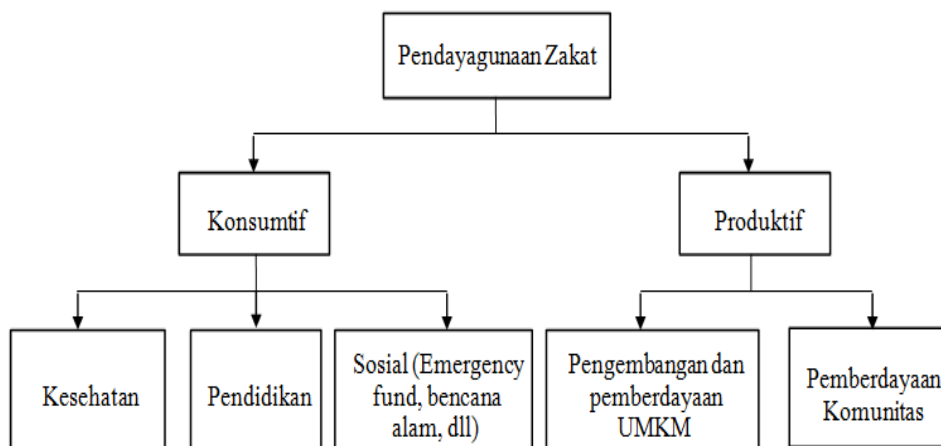 Pendayagunaan Zakat
Konsumtif
Produktif
Kesehatan
Pendidikan
Sosial (Emergency
fund, bencana
alam, dll)
Pengembangan dan
pemberdayaan
UMKM
Pemberdayaan
Komunitas